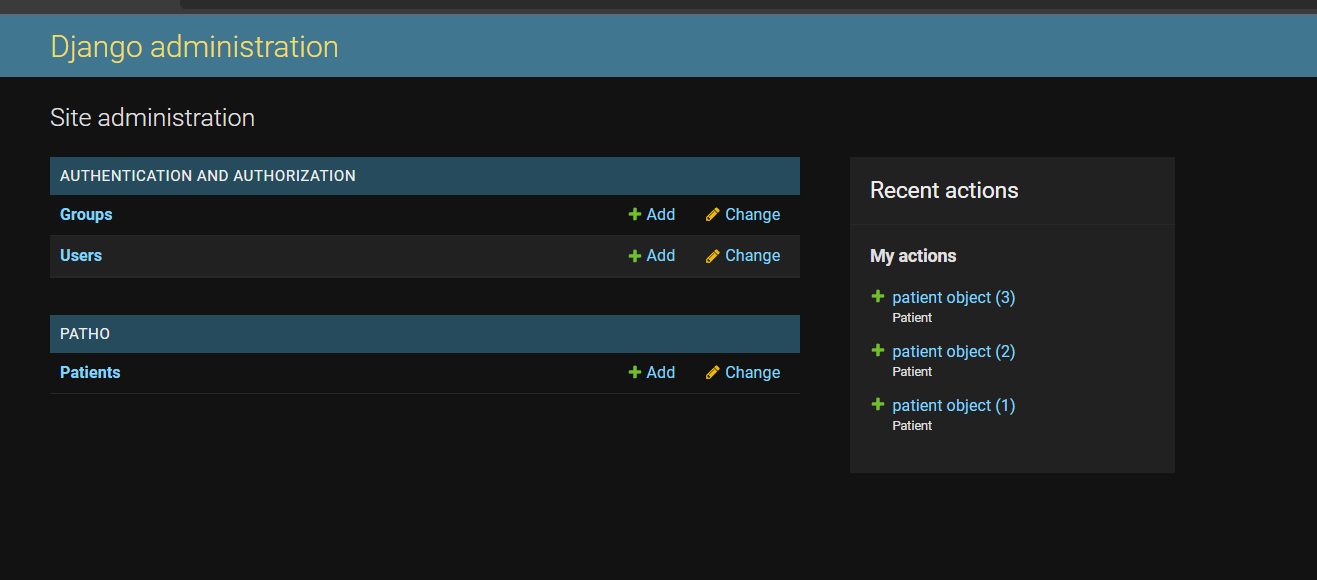 Django administration
Site administration
AUTHENTICATION AND AUTHORIZATION
Groups Add Change
Users Add Change
PATHO
Patients Add Change
Recent actions
My actions
patient object (3)
Patient
patient object (2)
Patient
patient object (1)
Patient